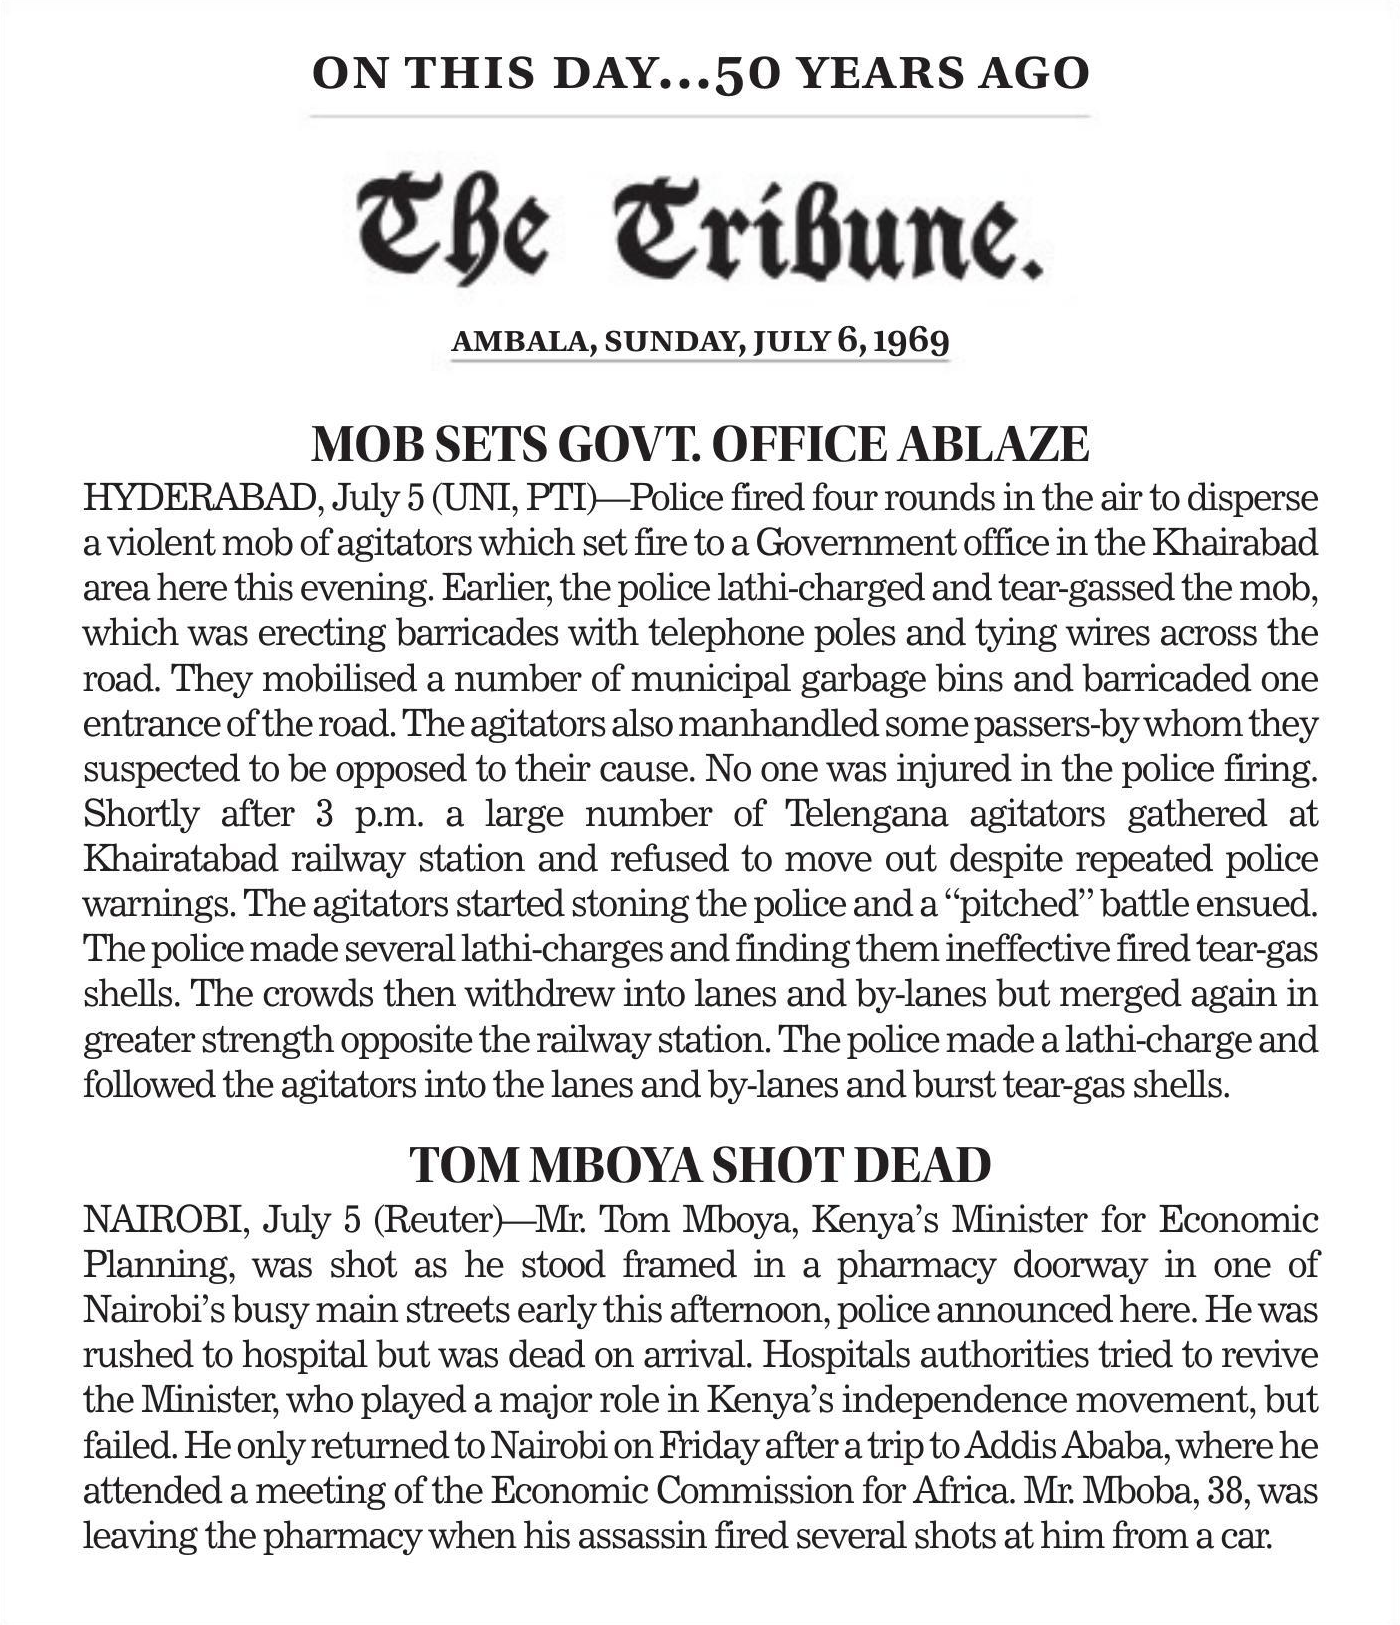 ON THIS DAY...50 YEARS AGO
The Tribune.
AMBALA, SUNDAY, JULY 6, 1969
MOB SETS GOVT. OFFICE ABLAZE
HYDERABAD, July 5 (UNI, PTI)—Police fired four rounds in the air to disperse
a violent mob of agitators which set fire to a Government office in the Khairabad
area here this evening. Earlier, the police lathi-charged and tear-gassed the mob,
which was erecting barricades with telephone poles and tying wires across the
road. They mobilised a number of municipal garbage bins and barricaded one
entrance of the road. The agitators also manhandled some passers-by whom they
suspected to be opposed to their cause. No one was injured in the police firing.
Shortly after 3 p.m. a large number of Telengana agitators gathered at
Khairatabad railway station and refused to move out despite repeated police
warnings. The agitators started stoning the police and a “pitched” battle ensued.
The police made several lathi-charges and finding them ineffective fired tear-gas
shells. The crowds then withdrew into lanes and by-lanes but merged again in
greater strength opposite the railway station. The police made a lathi-charge and
followed the agitators into the lanes and by-lanes and burst tear-gas shells.
TOM MBOYA SHOT DEAD
NAIROBI, July 5 (Reuter)—Mr. Tom Mboya, Kenya’s Minister for Economic
Planning, was shot as he stood framed in a pharmacy doorway in one of
Nairobi’s busy main streets early this afternoon, police announced here. He was
rushed to hospital but was dead on arrival. Hospitals authorities tried to revive
the Minister, who played a major role in Kenya’s independence movement, but
failed. He only returned to Nairobi on Friday after a trip to Addis Ababa, where he
attended a meeting of the Economic Commission for Africa. Mr. Mboba, 38, was
leaving the pharmacy when his assassin fired several shots at him from a car.